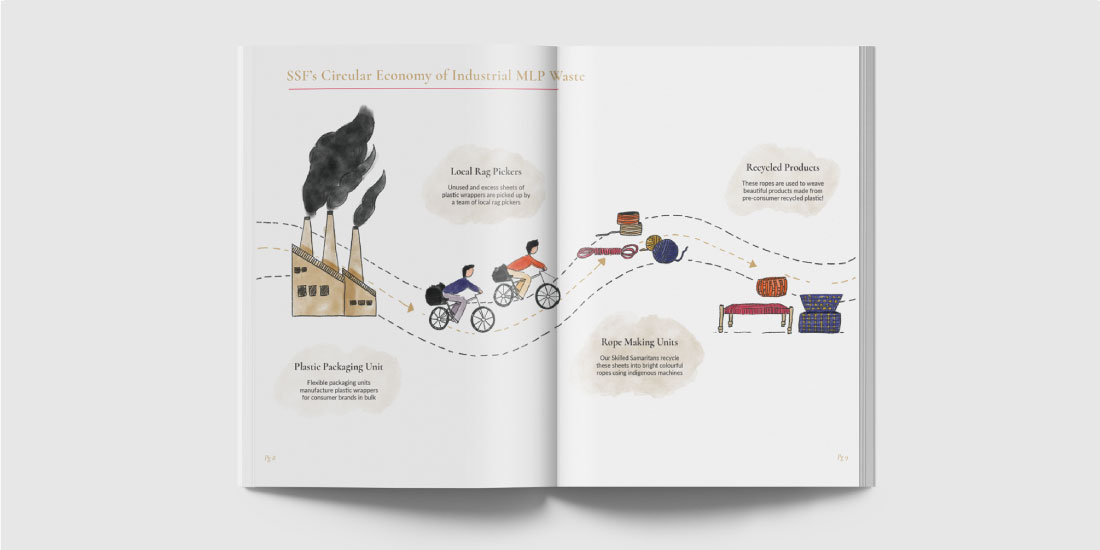 SSF's Circular Economy of Industrial MLP Waste
Local Rag Pickers
Unused and excess sheets of
plastic wrappers are picked up by
a team of local rag pickers
Recycled Products
These ropes are used to weave
beautiful products made from
pre-consumer recycled plastic!
Plastic Packaging Unit
Flexible packaging units
manufacture plastic wrappers
for consumer brands in bulk
Rope Making Units
Our Skilled Samaritans recycle
these sheets into bright colourful
ropes using indigenous machines
Pg
Pg